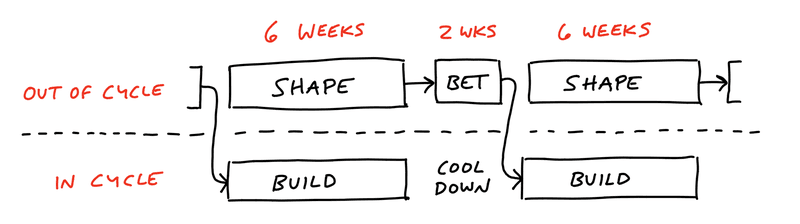 6 WEEKS
2 WKS
6 WEEKS
OUT OF CYCLE
SHAPE
BET
SHAPE
IN CYCLE
BUILD
COOL
DOWN
BUILD